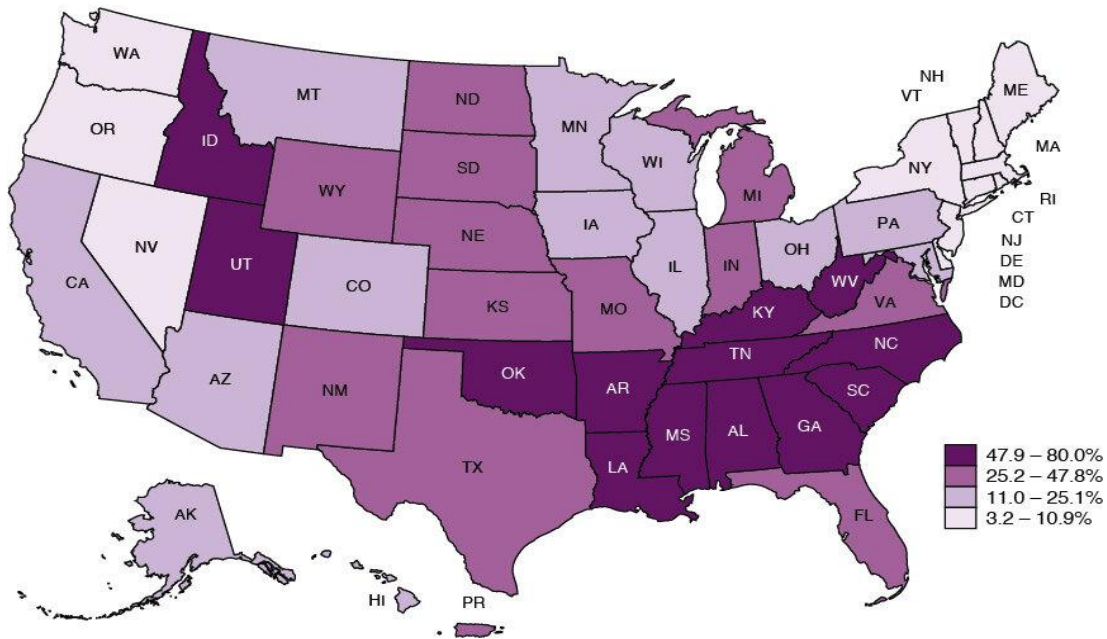 WA
MT
ND
MN
OR
ID
WY
SD
WI
MI
NV
UT
CO
NE
IA
IL
IN
OH
PA
NY
NH
VT
ME
MA
RI
CT
NJ
DE
MD
DC
CA
KS
MO
KY
WV
VA
AZ
NM
OK
AR
TN
NC
SC
TX
LA
MS
AL
GA
FL
AK
HI
PR
47.9 – 80.0%
25.2 – 47.8%
11.0 – 25.1%
3.2 – 10.9%